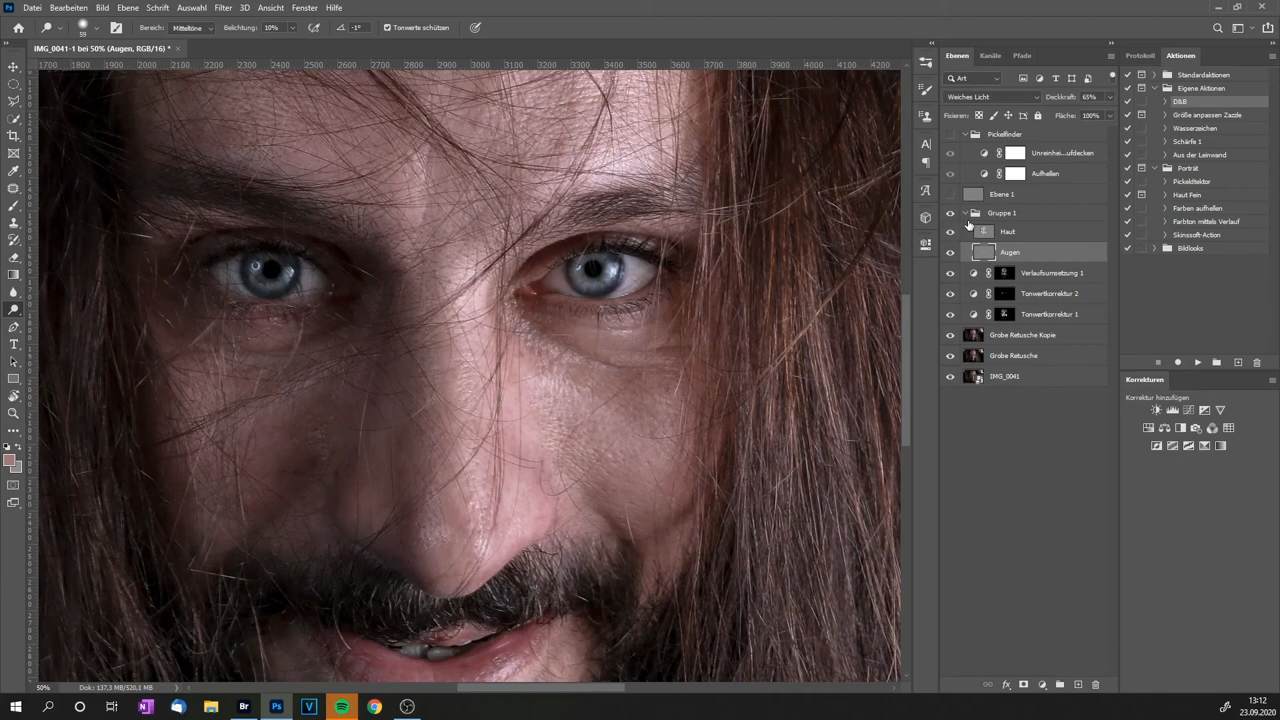 Datei Bearbeiten Bild Ebene Schrift Auswahl Filter 3D Ansicht Fenster Hilfe
59 Bereich: Mitteltöne Belichtung: 10% -1° Tonwerte schützen
IMG_0041-1 bei 50% (Augen, RGB/16) *
1700 1800 1900 2000 2100 2200 2300 2400 2500 2600 2700 2800 2900 3000 3100 3200 3300 3400 3500 3600 3700 3800 3900 4000 4100 4200
Ebenen Kanäle Pfade
Art
Weiches Licht Deckkraft: 65%
Fixieren: Fläche: 100%
Pickelfinder
Unreinhei...ufdecken
Aufhellen
Ebene 1
Gruppe 1
Haut
Augen
Verlaufsumsetzung 1
Tonwertkorrektur 2
Tonwertkorrektur 1
Grobe Retusche Kopie
Grobe Retusche
IMG_0041
Protokoll Aktionen
Standardaktionen
Eigene Aktionen
D&B
Größe anpassen Zazzle
Wasserzeichen
Schärfe 1
Aus der Leinwand
Porträt
Pickeldtektor
Haut Fein
Farben aufhellen
Farbton mittels Verlauf
Skinssoft-Action
Bildlooks
Korrekturen
Korrektur hinzufügen
50% Dok: 137,3 MB/520,1 MB
Br Ps V
13:12
23.09.2020